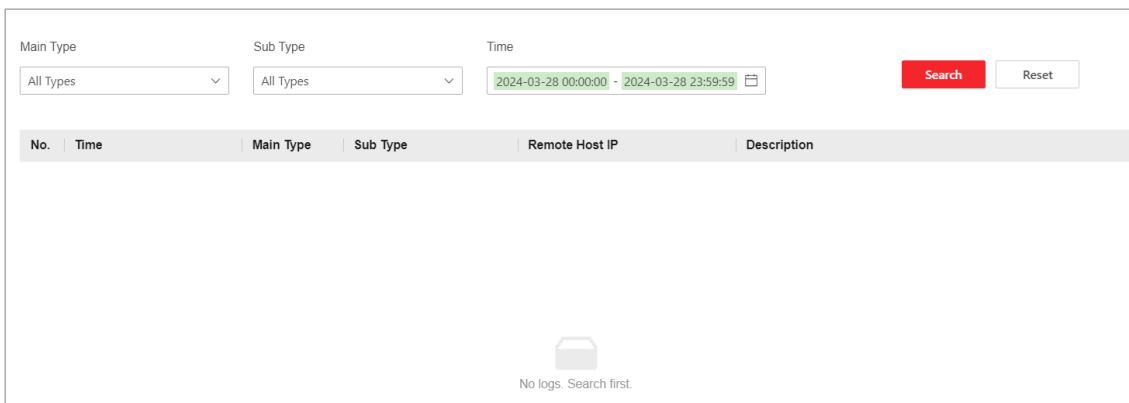 Main Type Sub Type Time
All Types All Types 2024-03-28 00:00:00 - 2024-03-28 23:59:59 Search Reset
No. Time Main Type Sub Type Remote Host IP Description
No logs. Search first.